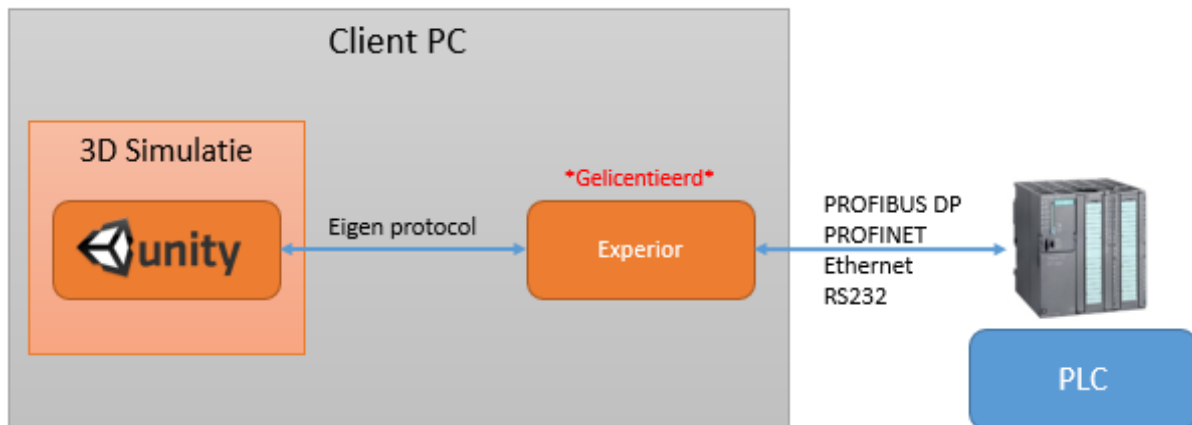 Client PC
3D Simulatie
unity
Eigen protocol
*Gelicentieerd*
Experior
PROFIBUS DP
PROFINET
Ethernet
RS232
PLC